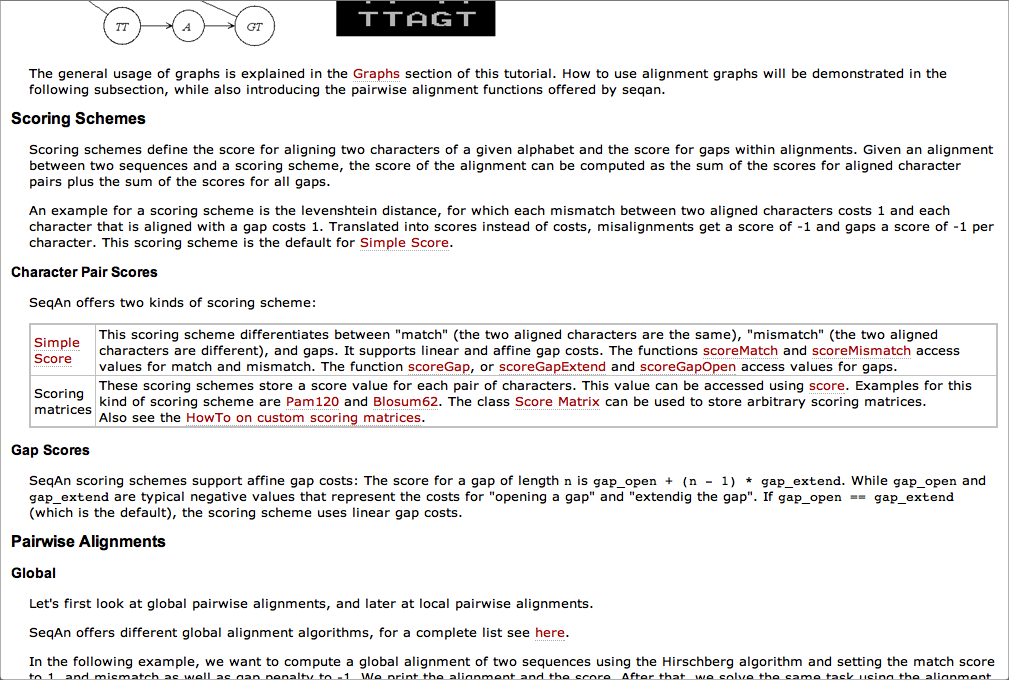 TT
A
GT
TTAGT
The general usage of graphs is explained in the Graphs section of this tutorial. How to use alignment graphs will be demonstrated in the
following subsection, while also introducing the pairwise alignment functions offered by seqan.
Scoring Schemes
Scoring schemes define the score for aligning two characters of a given alphabet and the score for gaps within alignments. Given an alignment
between two sequences and a scoring scheme, the score of the alignment can be computed as the sum of the scores for aligned character
pairs plus the sum of the scores for all gaps.
An example for a scoring scheme is the levenshtein distance, for which each mismatch between two aligned characters costs 1 and each
character that is aligned with a gap costs 1. Translated into scores instead of costs, misalignments get a score of -1 and gaps a score of -1 per
character. This scoring scheme is the default for Simple Score.
Character Pair Scores
SeqAn offers two kinds of scoring scheme:
Simple
Score
This scoring scheme differentiates between "match" (the two aligned characters are the same), "mismatch" (the two aligned
characters are different), and gaps. It supports linear and affine gap costs. The functions scoreMatch and scoreMismatch access
values for match and mismatch. The function scoreGap, or scoreGapExtend and scoreGapOpen access values for gaps.
Scoring
matrices
These scoring schemes store a score value for each pair of characters. This value can be accessed using score. Examples for this
kind of scoring scheme are Pam120 and Blosum62. The class Score Matrix can be used to store arbitrary scoring matrices.
Also see the HowTo on custom scoring matrices.
Gap Scores
SeqAn scoring schemes support affine gap costs: The score for a gap of length n is gap_open + (n - 1) * gap_extend. While gap_open and
gap_extend are typical negative values that represent the costs for "opening a gap" and "extendig the gap". If gap_open == gap_extend
(which is the default), the scoring scheme uses linear gap costs.
Pairwise Alignments
Global
Let's first look at global pairwise alignments, and later at local pairwise alignments.
SeqAn offers different global alignment algorithms, for a complete list see here.
In the following example, we want to compute a global alignment of two sequences using the Hirschberg algorithm and setting the match score
to 1, and mismatch as well as gap penalty to -1. We print the alignment and the score. After that, we solve the same task using the alignment